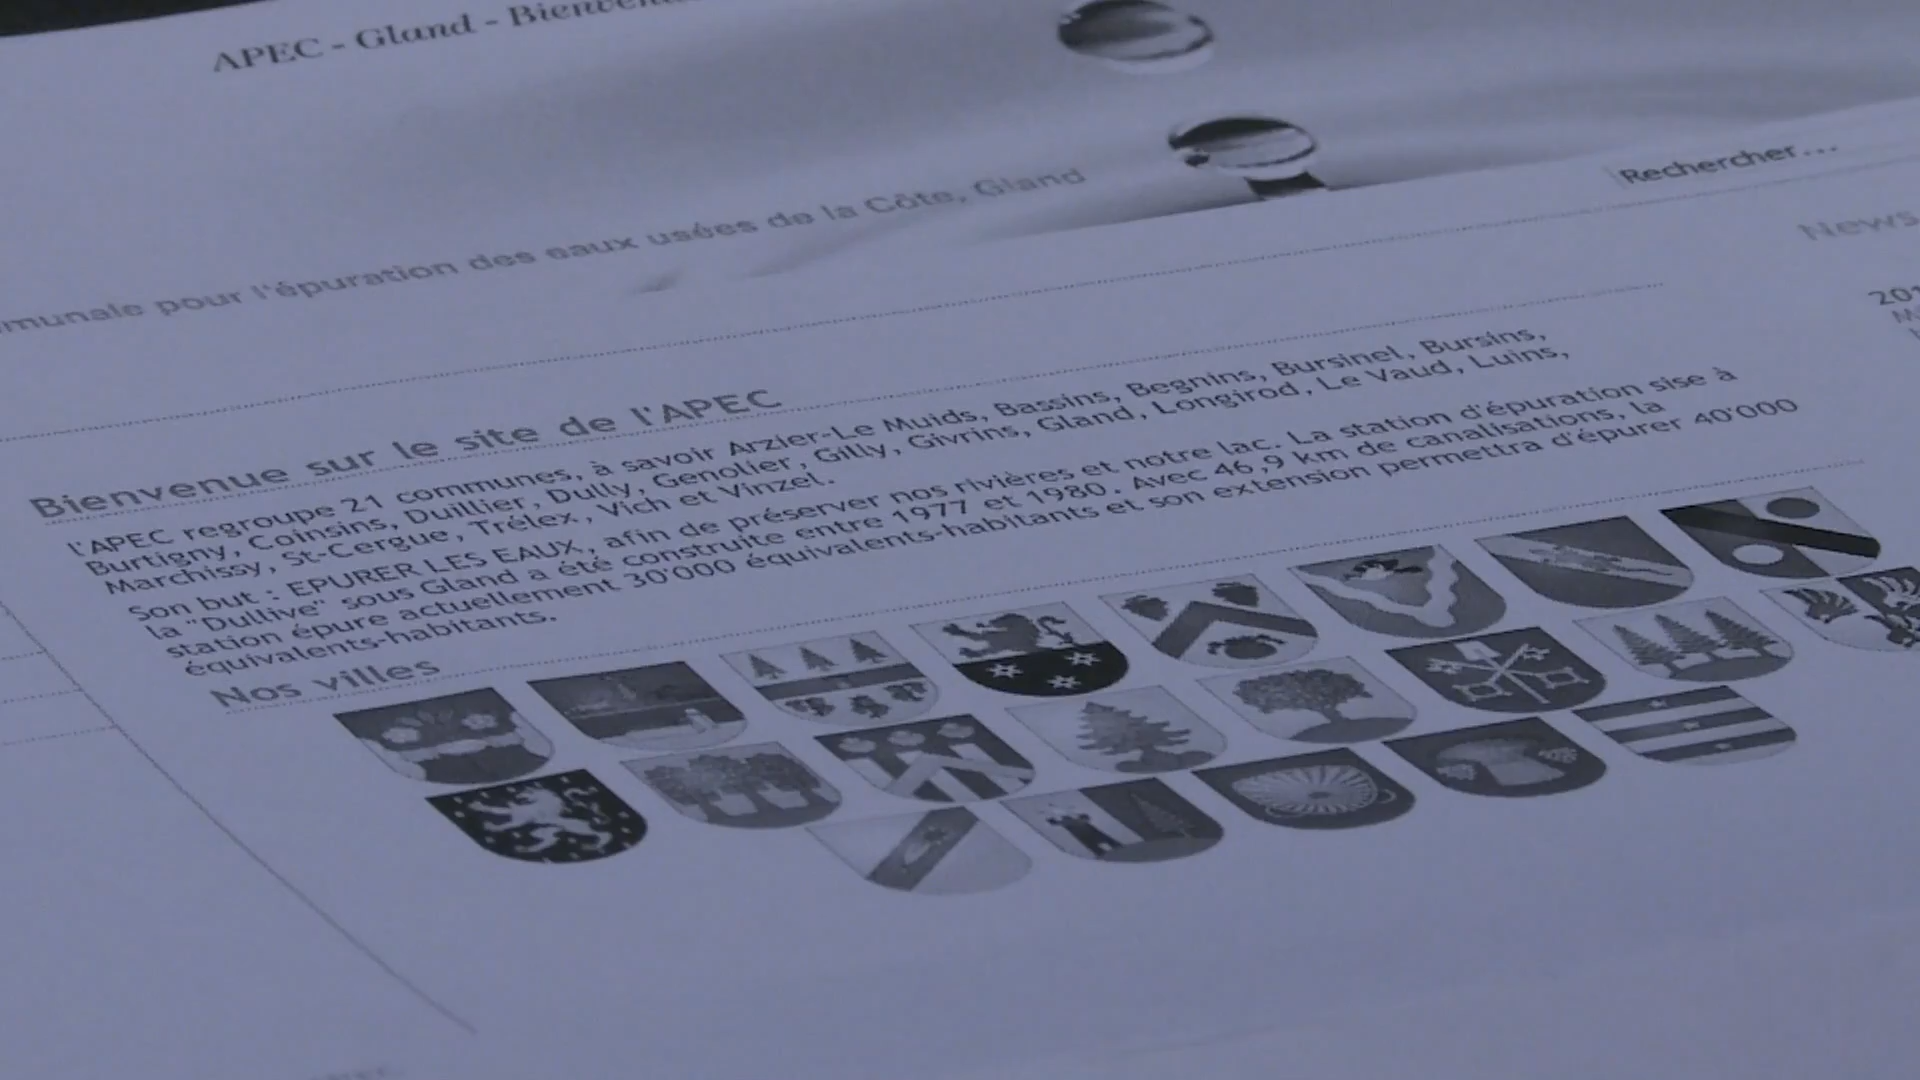 APEC - Gland -
pour l'épuration des eaux usées de la Côte, Gland
Rechercher...
News
Bienvenue sur le site de l'APEC
l'APEC regroupe 21 communes, à savoir Arzier-Le Muids, Bassins, Begnins, Bursinel, Bursins,
Burtigny, Coinsins, Duillier, Dully, Genolier, Gilly, Givrins, Gland, Longirod, Le Vaud, Luins,
Marchissy, St-Cergue, Trélex, Vich et Vinzel.
Son but : EPURER LES EAUX, afin de préserver nos rivières et notre lac. La station d'épuration sise à
la "Dullive" sous Gland a été construite entre 1977 et 1980. Avec 46,9 km de canalisations, la
station épure actuellement 30'000 équivalents-habitants et son extension permettra d'épurer 40'000
équivalents-habitants.
Nos villes